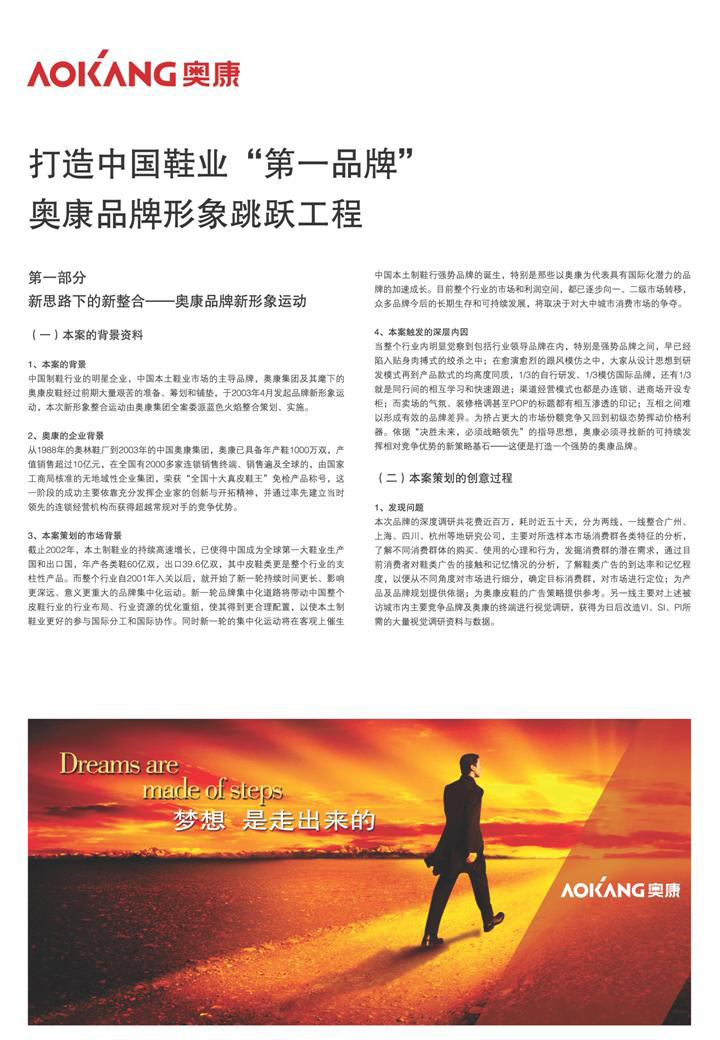 AOKANG 奥康
打造中国鞋业“第一品牌”
奥康品牌形象跳跃工程
第一部分
新思路下的新整合——奥康品牌新形象运动
（一）本案的背景资料
1、本案的背景
中国制鞋行业的明星企业，中国本土鞋业市场的主导品牌，奥康集团及其麾下的
奥康皮鞋经过前期大量艰苦的准备、筹划和铺垫，于2003年4月发起品牌新形象运
动，本次新形象整合运动由奥康集团全案委派蓝色火焰整合策划、实施。
2、奥康的企业背景
从1988年的奥林鞋厂到2003年的中国奥康集团，奥康已具备年产鞋1000万双，产
值销售超过10亿元，在全国有2000多家连锁销售终端、销售遍及全球的，由国家
工商局核准的无地域性企业集团，荣获“全国十大真皮鞋王”免检产品称号，这
一阶段的成功主要依靠充分发挥企业家的创新与开拓精神，并通过率先建立当时
领先的连锁经营机构而获得超越常规对手的竞争优势。
3、本案策划的市场背景
截止2002年，本土制鞋业的持续高速增长，已使得中国成为全球第一大鞋业生产
国和出口国，年产各类鞋60亿双，出口39.6亿双，其中皮鞋类更是整个行业的支
柱性产品。而整个行业自2001年入关以后，就开始了新一轮持续时间更长、影响
更深远、意义更重大的品牌集中化运动。新一轮品牌集中化道路将带动中国整个
皮鞋行业的行业布局、行业资源的优化重组，使其得到更合理配置，以使本土制
鞋业更好的参与国际分工和国际协作。同时新一轮的集中化运动将在客观上催生
中国本土制鞋行强势品牌的诞生，特别是那些以奥康为代表具有国际化潜力的品
牌的加速成长。目前整个行业的市场和利润空间，都已逐步向一、二级市场转移，
众多品牌今后的长期生存和可持续发展，将取决于对大中城市消费市场的争夺。
4、本案触发的深层内因
当整个行业内明显觉察到包括行业领导品牌在内，特别是强势品牌之间，早已经
陷入贴身肉搏式的绞杀之中；在愈演愈烈的跟风模仿之中，大家从设计思想到研
发模式再到产品款式的均高度同质，1/3的自行研发、1/3模仿国际品牌，还有1/3
就是同行间的相互学习和快速跟进；渠道经营模式也都是办连锁、进商场开设专
柜；而卖场的气氛、装修格调甚至POP的标题都有相互渗透的印记；互相之间难
以形成有效的品牌差异。为挤占更大的市场份额竞争又回到初级态势挥动价格利
器。依据“决胜未来，必须战略领先”的指导思想，奥康必须寻找新的可持续发
挥相对竞争优势的新策略基石——这便是打造一个强势的奥康品牌。
（二）本案策划的创意过程
1、发现问题
本次品牌的深度调研共花费近百万，耗时近五十天，分为两线，一线整合广州、
上海、四川、杭州等地研究公司，主要对所选样本市场消费群各类特征的分析，
了解不同消费群体的购买、使用的心理和行为，发掘消费群的潜在需求，通过目
前消费者对鞋类广告的接触和记忆情况的分析，了解鞋类广告的到达率和记忆程
度，以便从不同角度对市场进行细分，确定目标消费群，对市场进行定位；为产
品及品牌规划提供依据；为奥康皮鞋的广告策略提供参考。另一线主要对上述被
访城市内主要竞争品牌及奥康的终端进行视觉调研，获得为日后改造VI、SI、PI所
需的大量视觉调研资料与数据。
Dreams are
made of steps
梦想 是走出来的
AOKANG 奥康